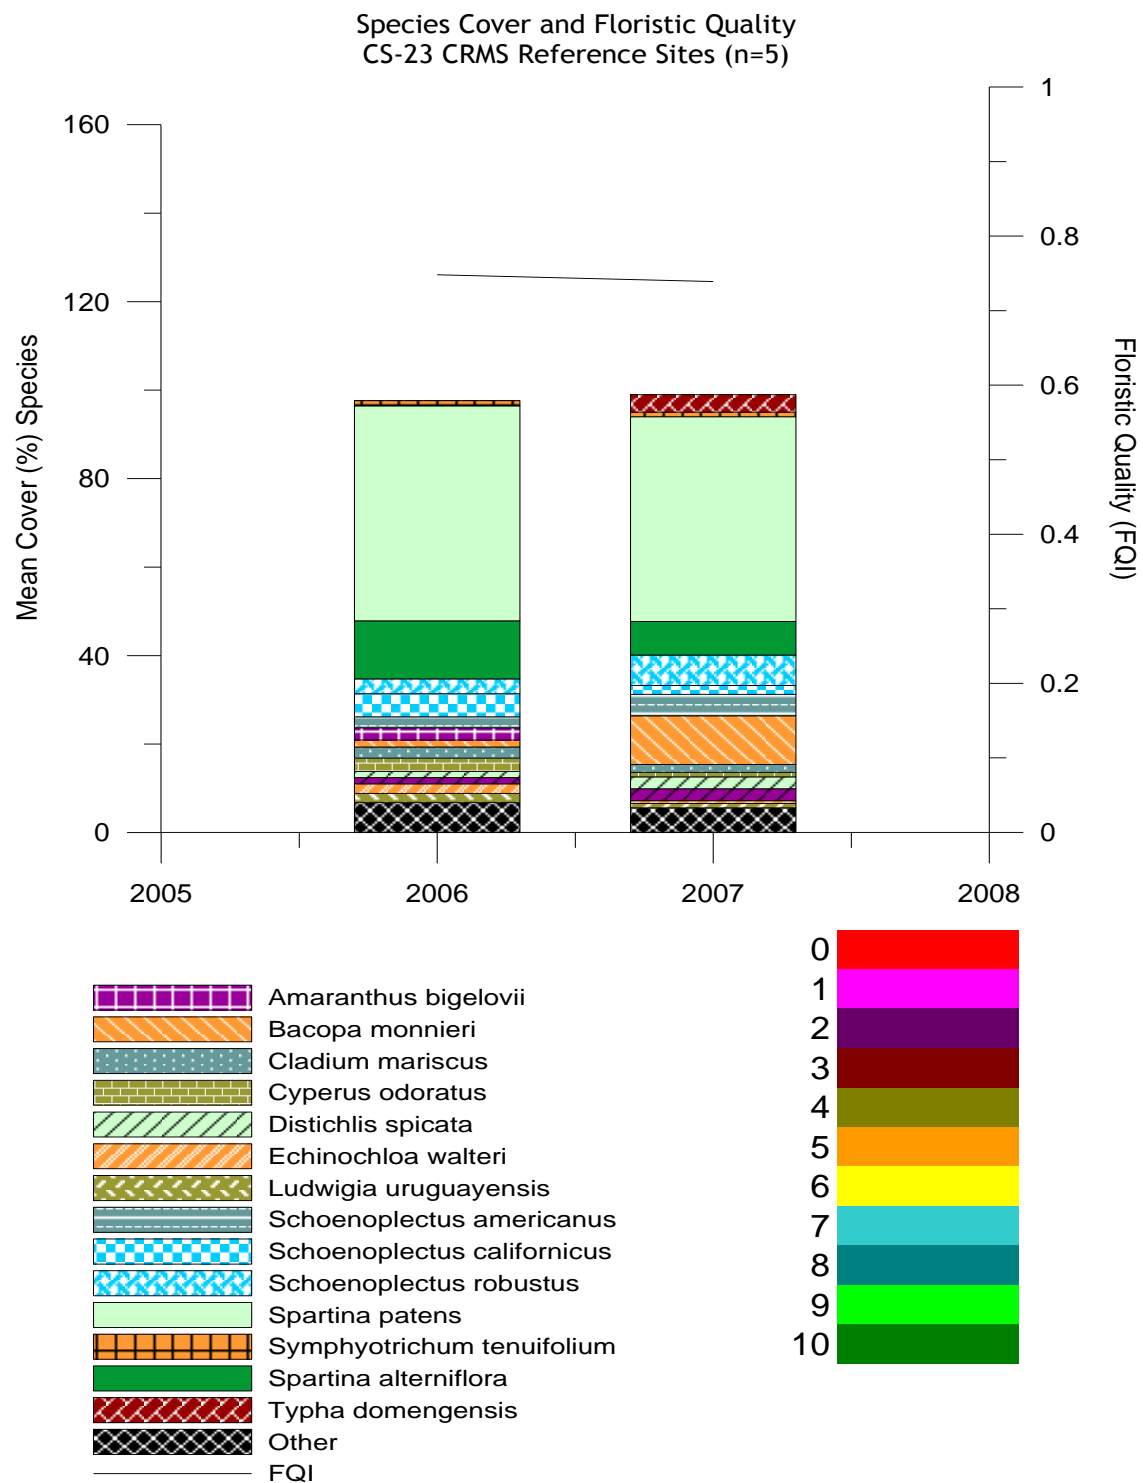 Species Cover and Floristic Quality
CS-23 CRMS Reference Sites (n=5)
1
160
0.8
120
0.6
80
0.4
40
0.2
0
0
Mean Cover (%) Species
Floristic Quality (FQI)
2005
2006
2007
2008
Amaranthus bigelovii
Bacopa monnieri
Cladium mariscus
Cyperus odoratus
Distichlis spicata
Echinochloa walteri
Ludwigia uruguayensis
Schoenoplectus americanus
Schoenoplectus californicus
Schoenoplectus robustus
Spartina patens
Symphyotrichum tenuifolium
Spartina alterniflora
Typha domengensis
Other
FQI
0
1
2
3
4
5
6
7
8
9
10